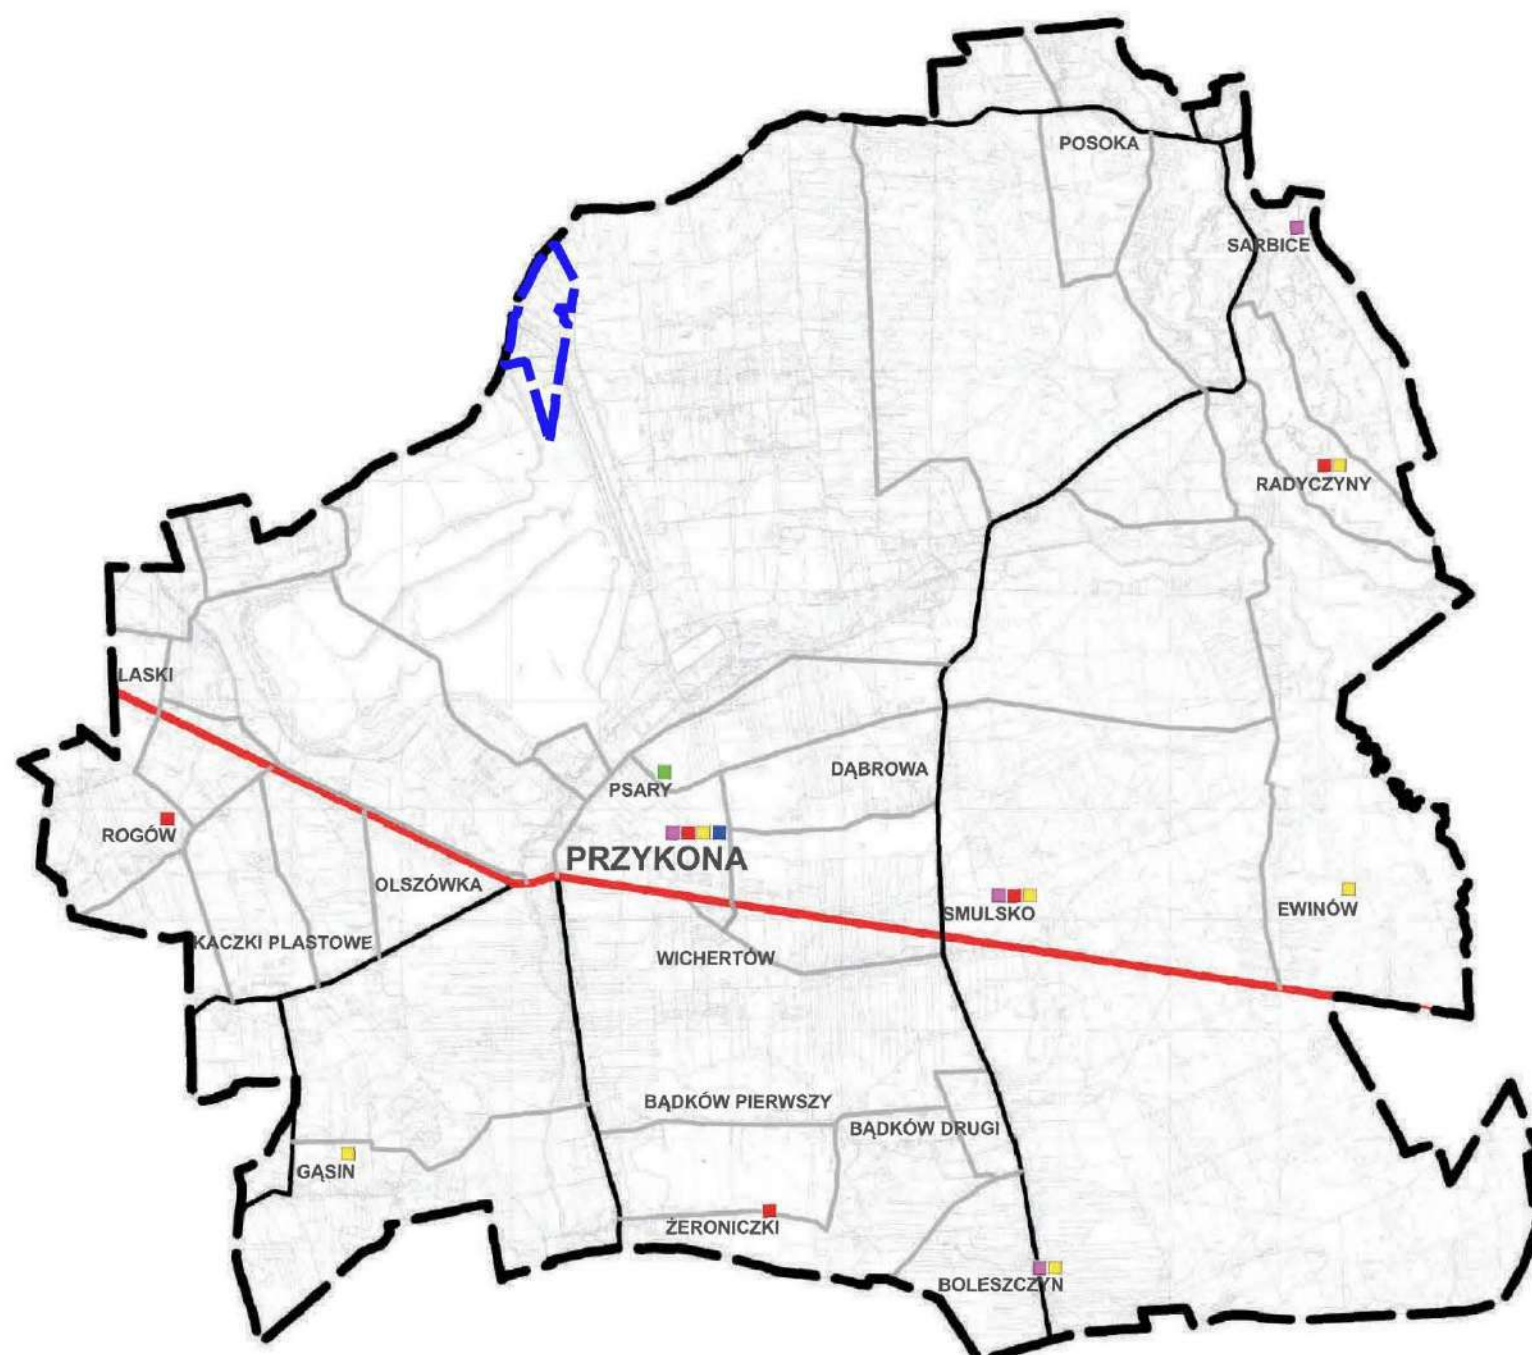 POSOKA
SARBICE
RADYCZYNY
LASKI
PSARY
DĄBROWA
ROGÓW
PRZYKONA
OLSZÓWKA
SMULSKO
EWINÓW
KACZKI PLASTOWE
WICHERTÓW
BĄDKÓW PIERWSZY
BĄDKÓW DRUGI
GĄSIN
ŻERONICZKI
BOLESZCZYN